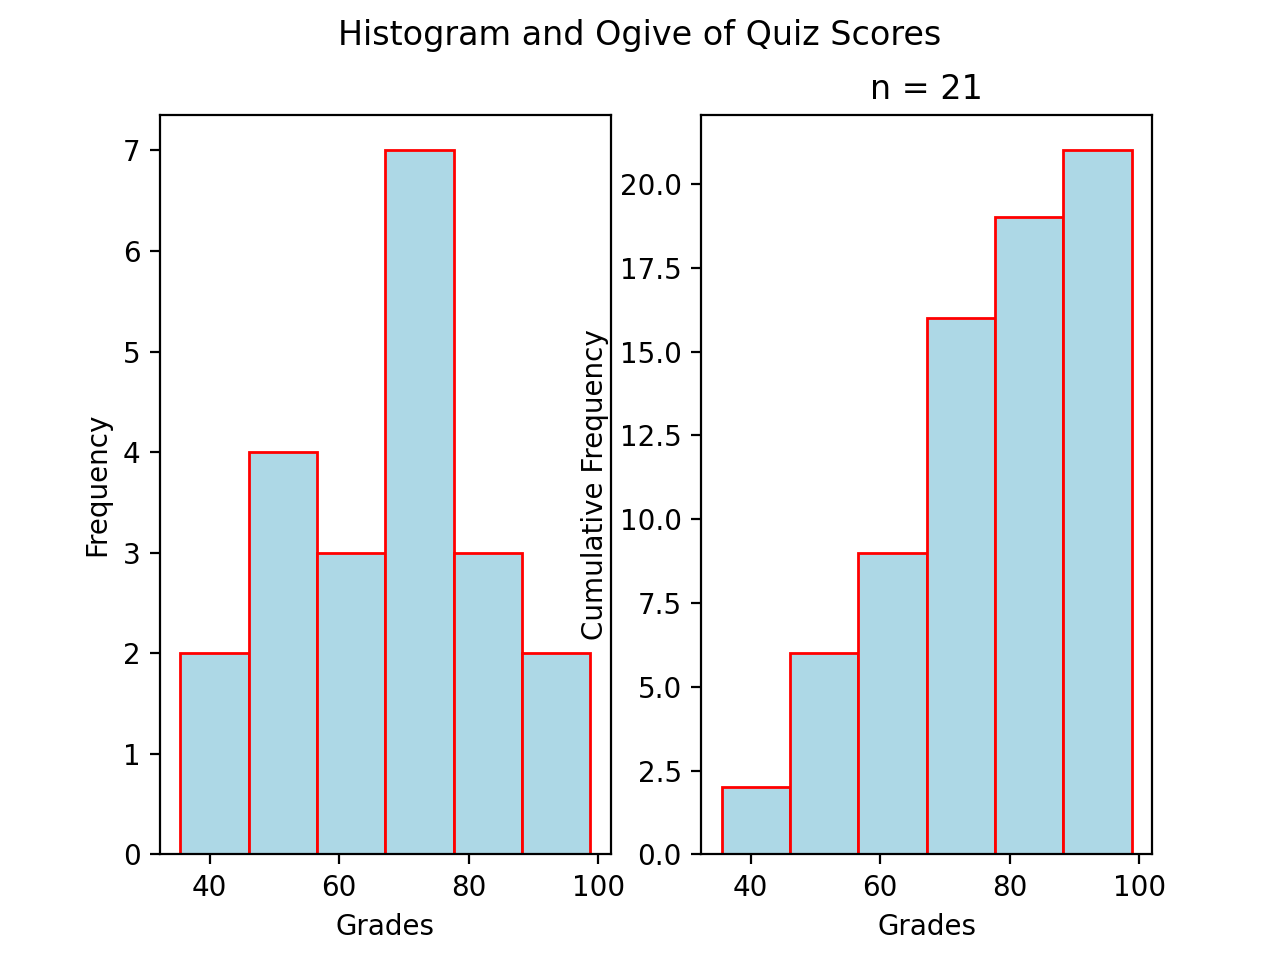 Histogram and Ogive of Quiz Scores
Frequency
7
6
5
4
3
2
1
0
40 60 80 100
Grades
n = 21
Cumulative Frequency
20.0
17.5
15.0
12.5
10.0
7.5
5.0
2.5
0.0
40 60 80 100
Grades